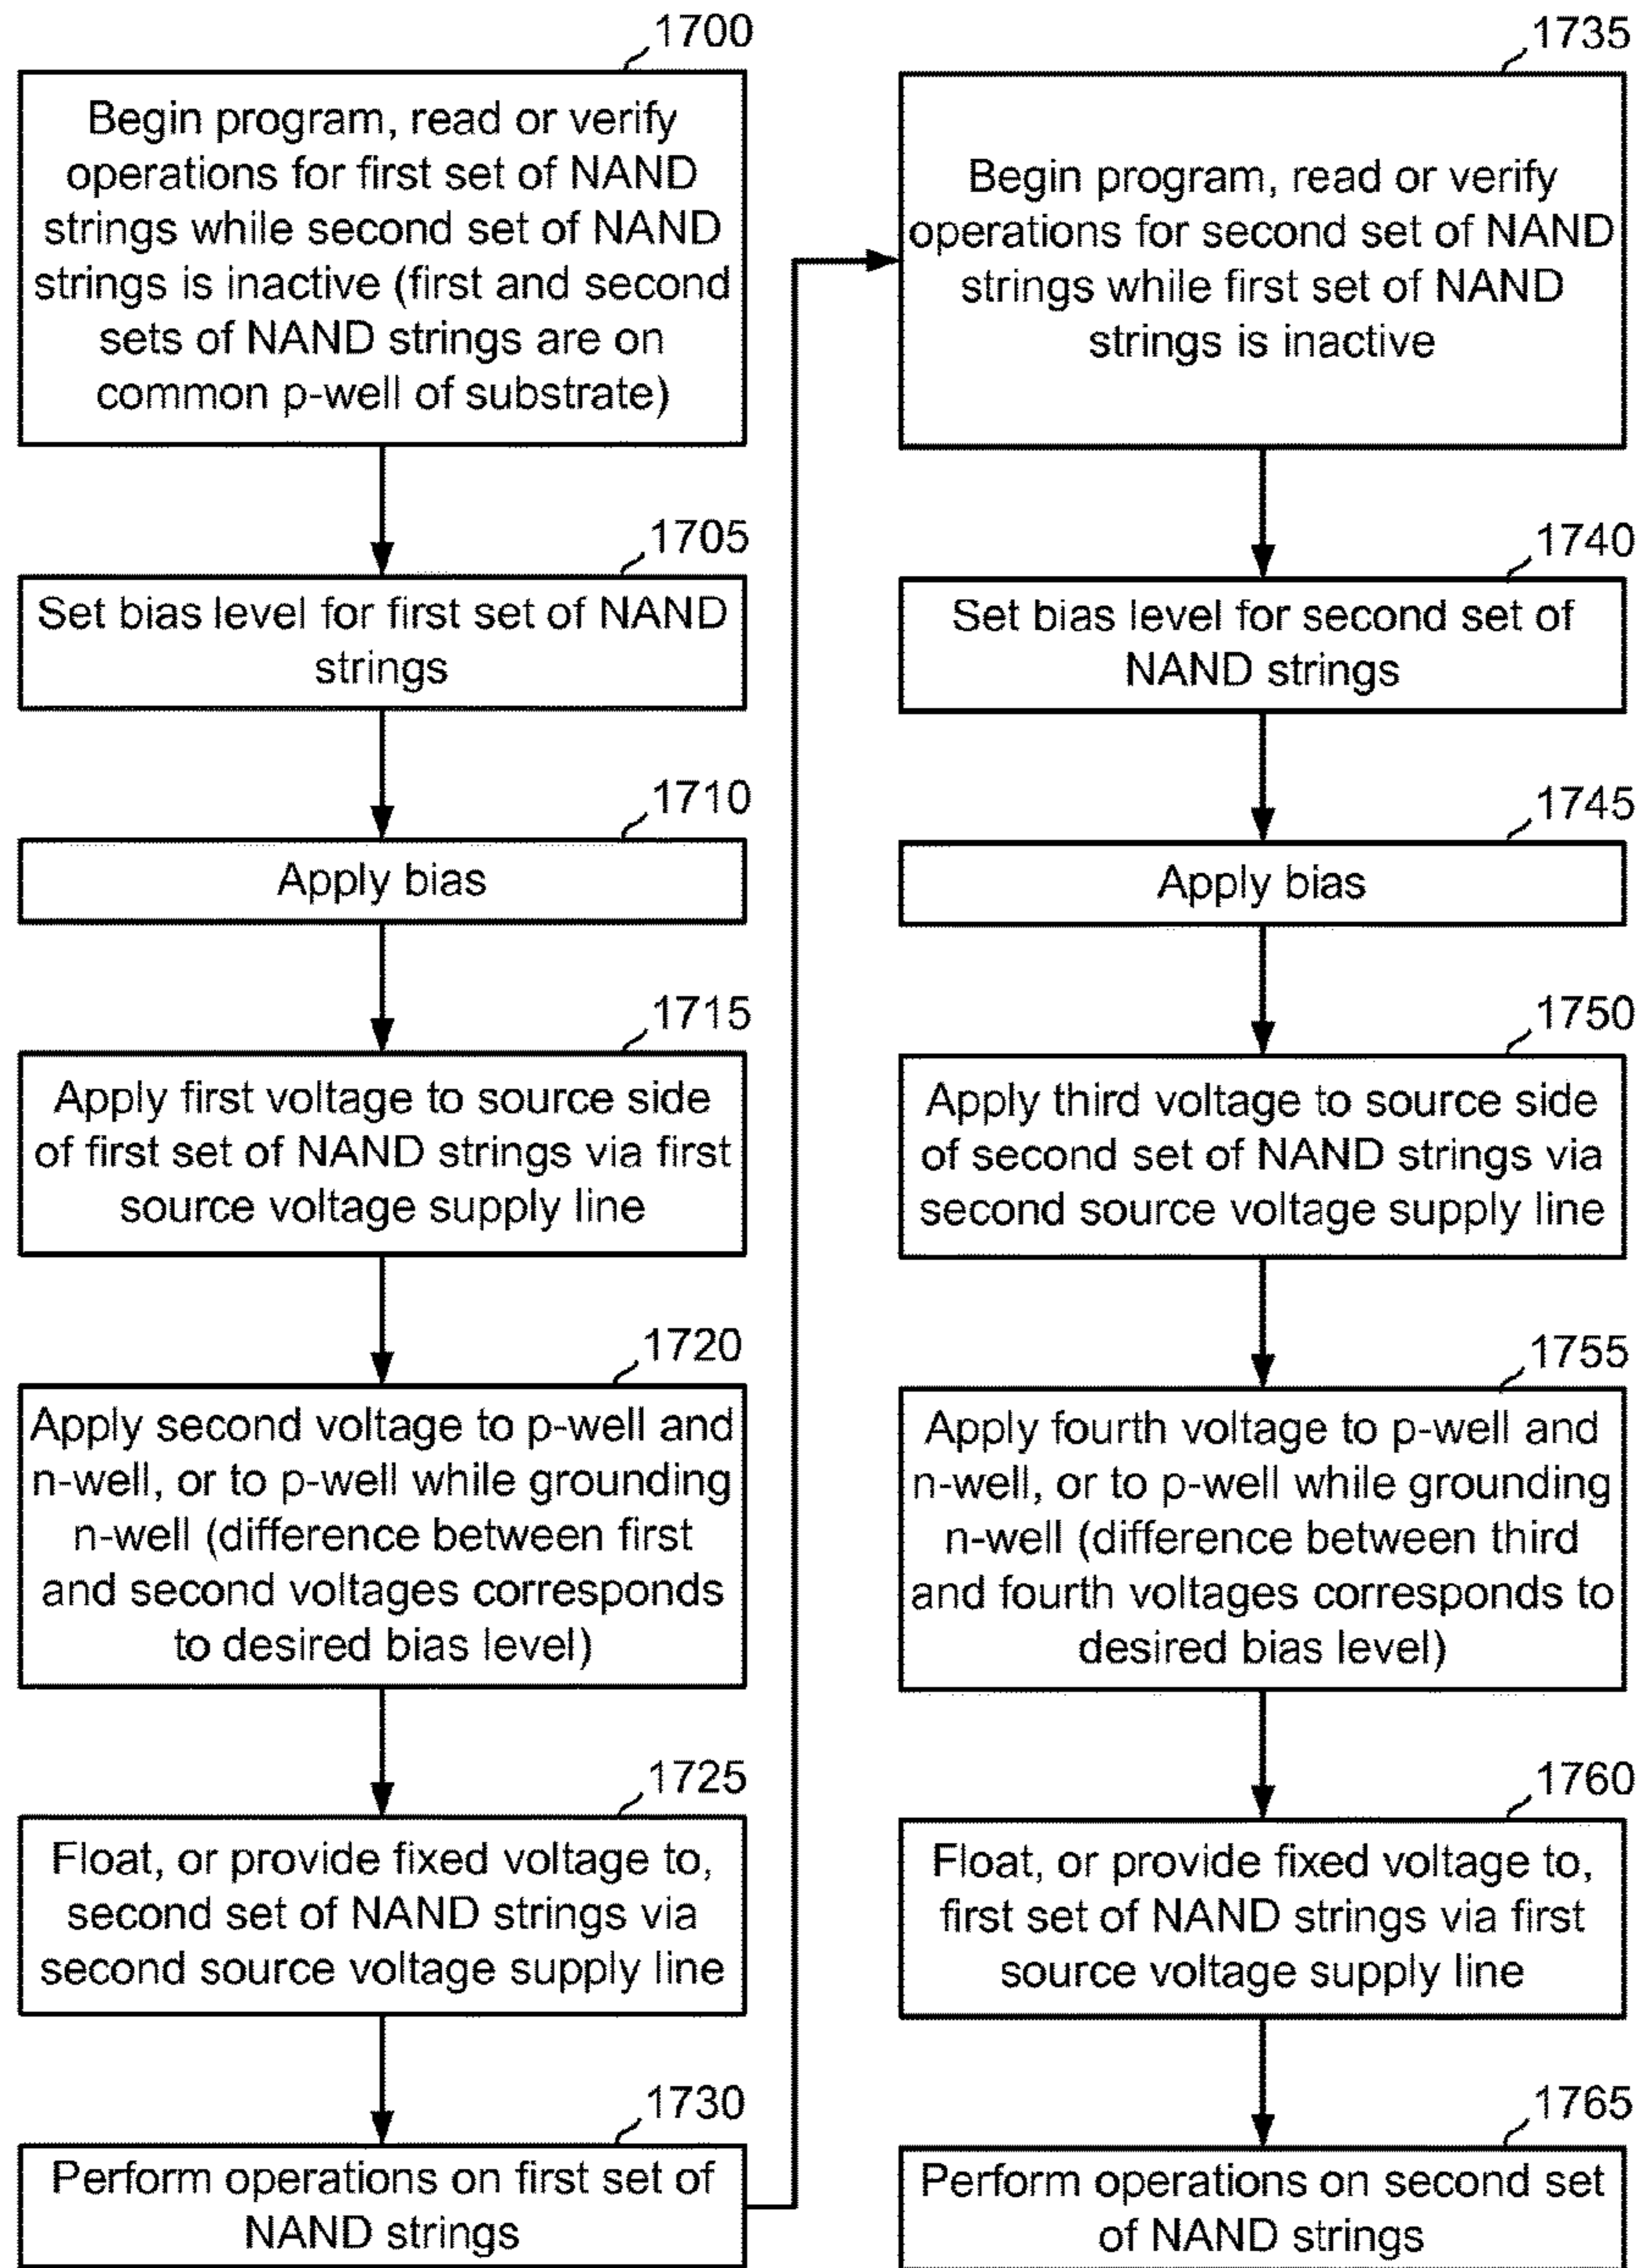 1700
Begin program, read or verify
operations for first set of NAND
strings while second set of NAND
strings is inactive (first and second
sets of NAND strings are on
common p-well of substrate)
1705
Set bias level for first set of NAND
strings
1710
Apply bias
1715
Apply first voltage to source side
of first set of NAND strings via first
source voltage supply line
1720
Apply second voltage to p-well and
n-well, or to p-well while grounding
n-well (difference between first
and second voltages corresponds
to desired bias level)
1725
Float, or provide fixed voltage to,
second set of NAND strings via
second source voltage supply line
1730
Perform operations on first set of
NAND strings
1735
Begin program, read or verify
operations for second set of NAND
strings while first set of NAND
strings is inactive
1740
Set bias level for second set of
NAND strings
1745
Apply bias
1750
Apply third voltage to source side
of second set of NAND strings via
second source voltage supply line
1755
Apply fourth voltage to p-well and
n-well, or to p-well while grounding
n-well (difference between third
and fourth voltages corresponds to
desired bias level)
1760
Float, or provide fixed voltage to,
first set of NAND strings via first
source voltage supply line
1765
Perform operations on second set
of NAND strings